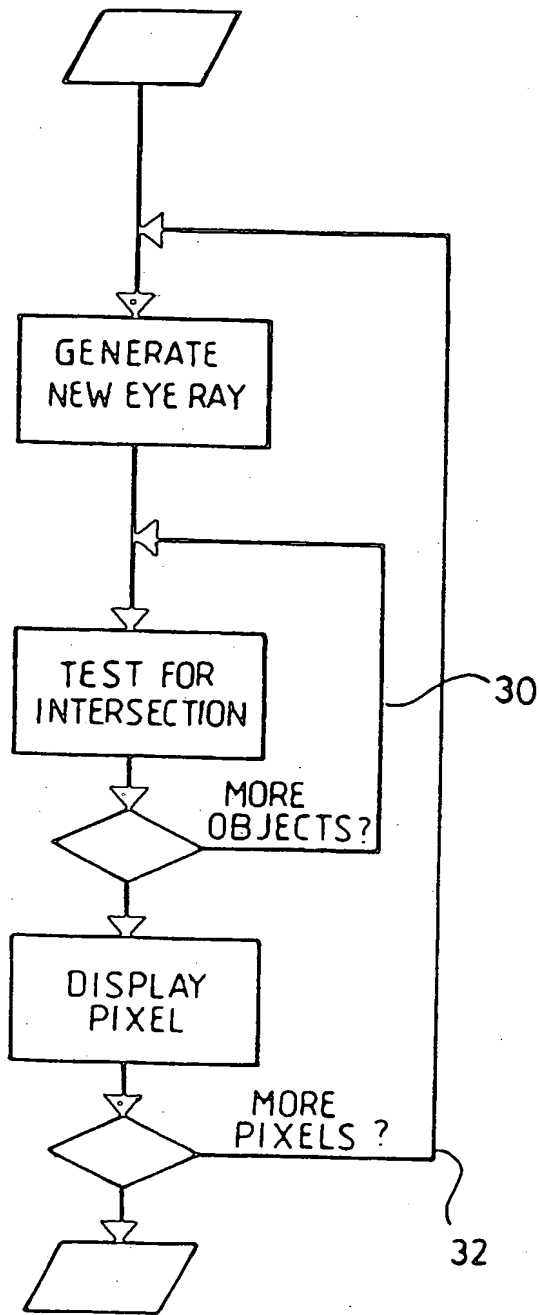 GENERATE
NEW EYE RAY
TEST FOR
INTERSECTION
30
MORE
OBJECTS?
DISPLAY
PIXEL
MORE
PIXELS ?
32